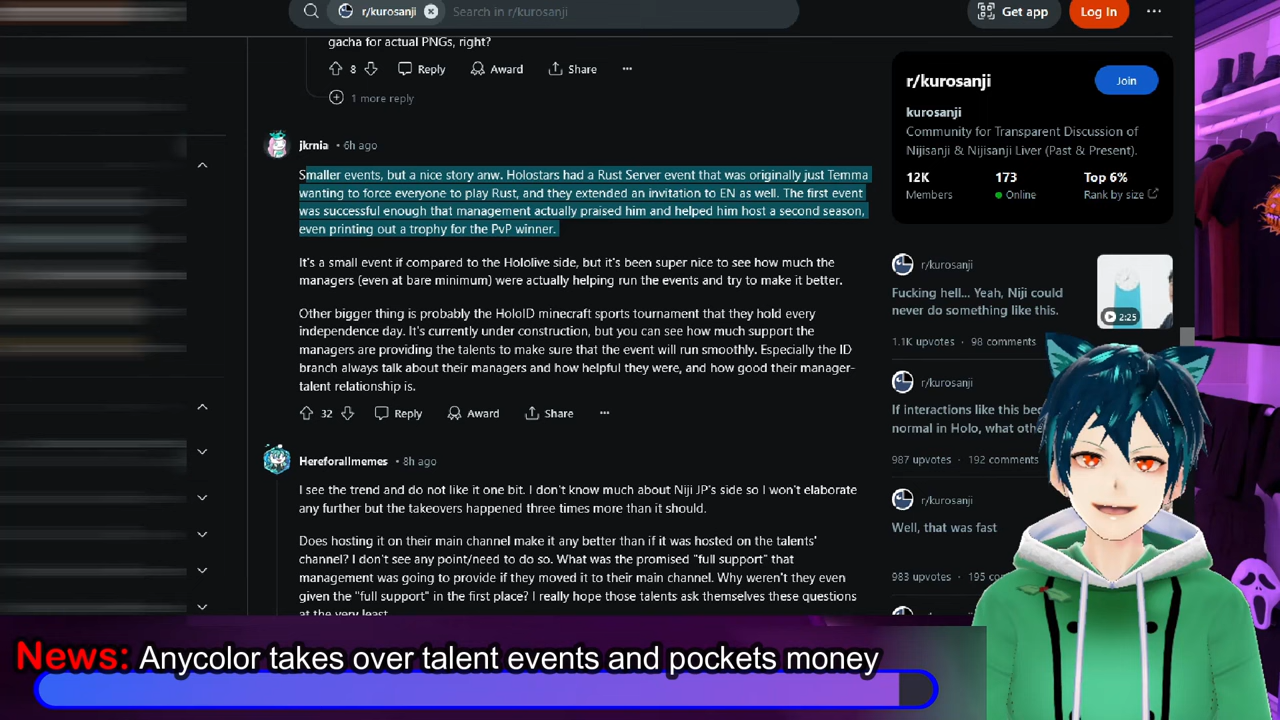 r/kurosanji
Search in r/kurosanji
Get app
Log In
gacha for actual PNGs, right?
8
Reply
Award
Share
1 more reply
jkrnia • 6h ago
Smaller events, but a nice story anw. Holostars had a Rust Server event that was originally just Temma
wanting to force everyone to play Rust, and they extended an invitation to EN as well. The first event
was successful enough that management actually praised him and helped him host a second season,
even printing out a trophy for the PvP winner.
It's a small event if compared to the Hololive side, but it's been super nice to see how much the
managers (even at bare minimum) were actually helping run the events and try to make it better.
Other bigger thing is probably the HoloID minecraft sports tournament that they hold every
independence day. It's currently under construction, but you can see how much support the
managers are providing the talents to make sure that the event will run smoothly. Especially the ID
branch always talk about their managers and how helpful they were, and how good their manager-
talent relationship is.
32
Reply
Award
Share
Hereforallmemes • 8h ago
I see the trend and do not like it one bit. I don't know much about Niji JP's side so I won't elaborate
any further but the takeovers happened three times more than it should.
Does hosting it on their main channel make it any better than if it was hosted on the talents'
channel? I don't see any point/need to do so. What was the promised "full support" that
management was going to provide if they moved it to their main channel. Why weren't they even
given the "full support" in the first place? I really hope those talents ask themselves these questions
at the very least
r/kurosanji
Join
kurosanji
Community for Transparent Discussion of
Nijisanji & Nijisanji Liver (Past & Present).
12K
173
Top 6%
Members
Online
Rank by size
r/kurosanji
Fucking hell... Yeah, Niji could
never do something like this.
2:25
1.1K upvotes • 98 comments
r/kurosanji
If interactions like this bec
normal in Holo, what othe
987 upvotes • 192 comments
r/kurosanji
Well, that was fast
983 upvotes • 195 com
News: Anycolor takes over talent events and pockets money